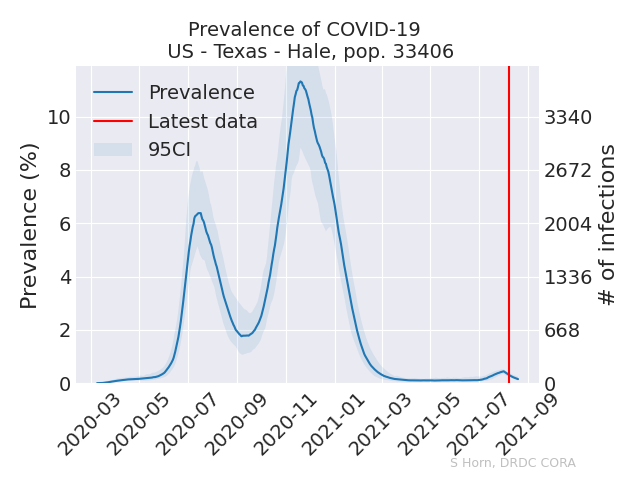 Prevalence of COVID-19
US - Texas - Hale, pop. 33406
Prevalence
Latest data
95CI
Prevalence (%)
10
8
6
4
2
0
3340
2672
2004
1336
668
0
# of infections
2020-03
2020-05
2020-07
2020-09
2020-11
2021-01
2021-03
2021-05
2021-07
2021-09
S Horn, DRDC CORA